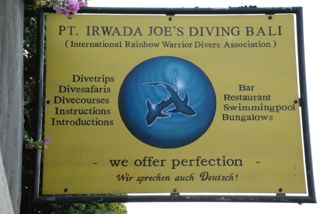 PT. IRWADA JOE'S DIVING BALI
( International Rainbow Warrior Divers Association )
Divetrips
Divesafaris
Divecourses
Instructions
Introductions
Bar
Restaurant
Swimmingpool
Bungalows
- we offer perfection -
Wir sprechen auch Deutsch!